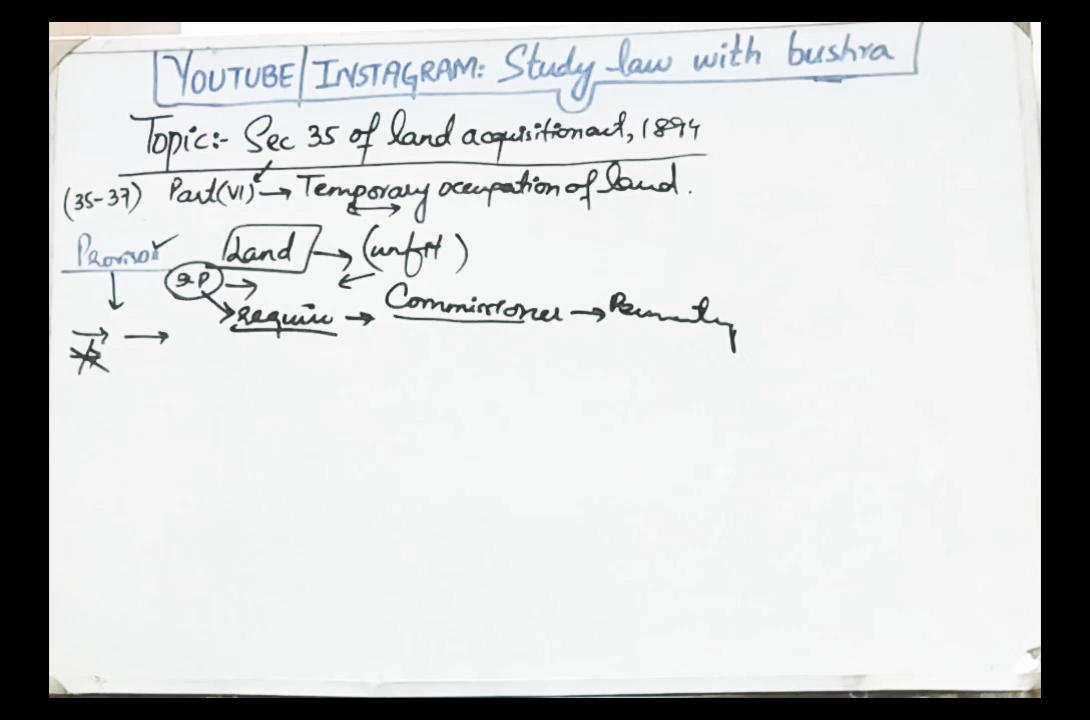 YOUTUBE/INSTAGRAM: Study law with bushra
Topic:- Sec 35 of land acquisition act, 1894
(35-37) Part (VI) → Temporary occupation of land.
Proviso ✓ Land → (unfit)
→ require → Commissioner →